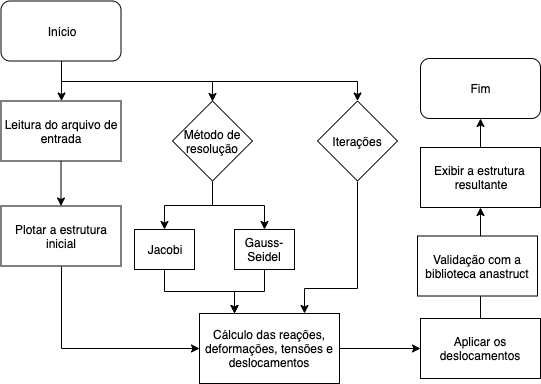 Início
Leitura do arquivo de
entrada
Plotar a estrutura
inicial
Método de
resolução
Jacobi
Gauss-
Seidel
Iterações
Cálculo das reações,
deformações, tensões e
deslocamentos
Aplicar os
deslocamentos
Validação com a
biblioteca anastruct
Exibir a estrutura
resultante
Fim